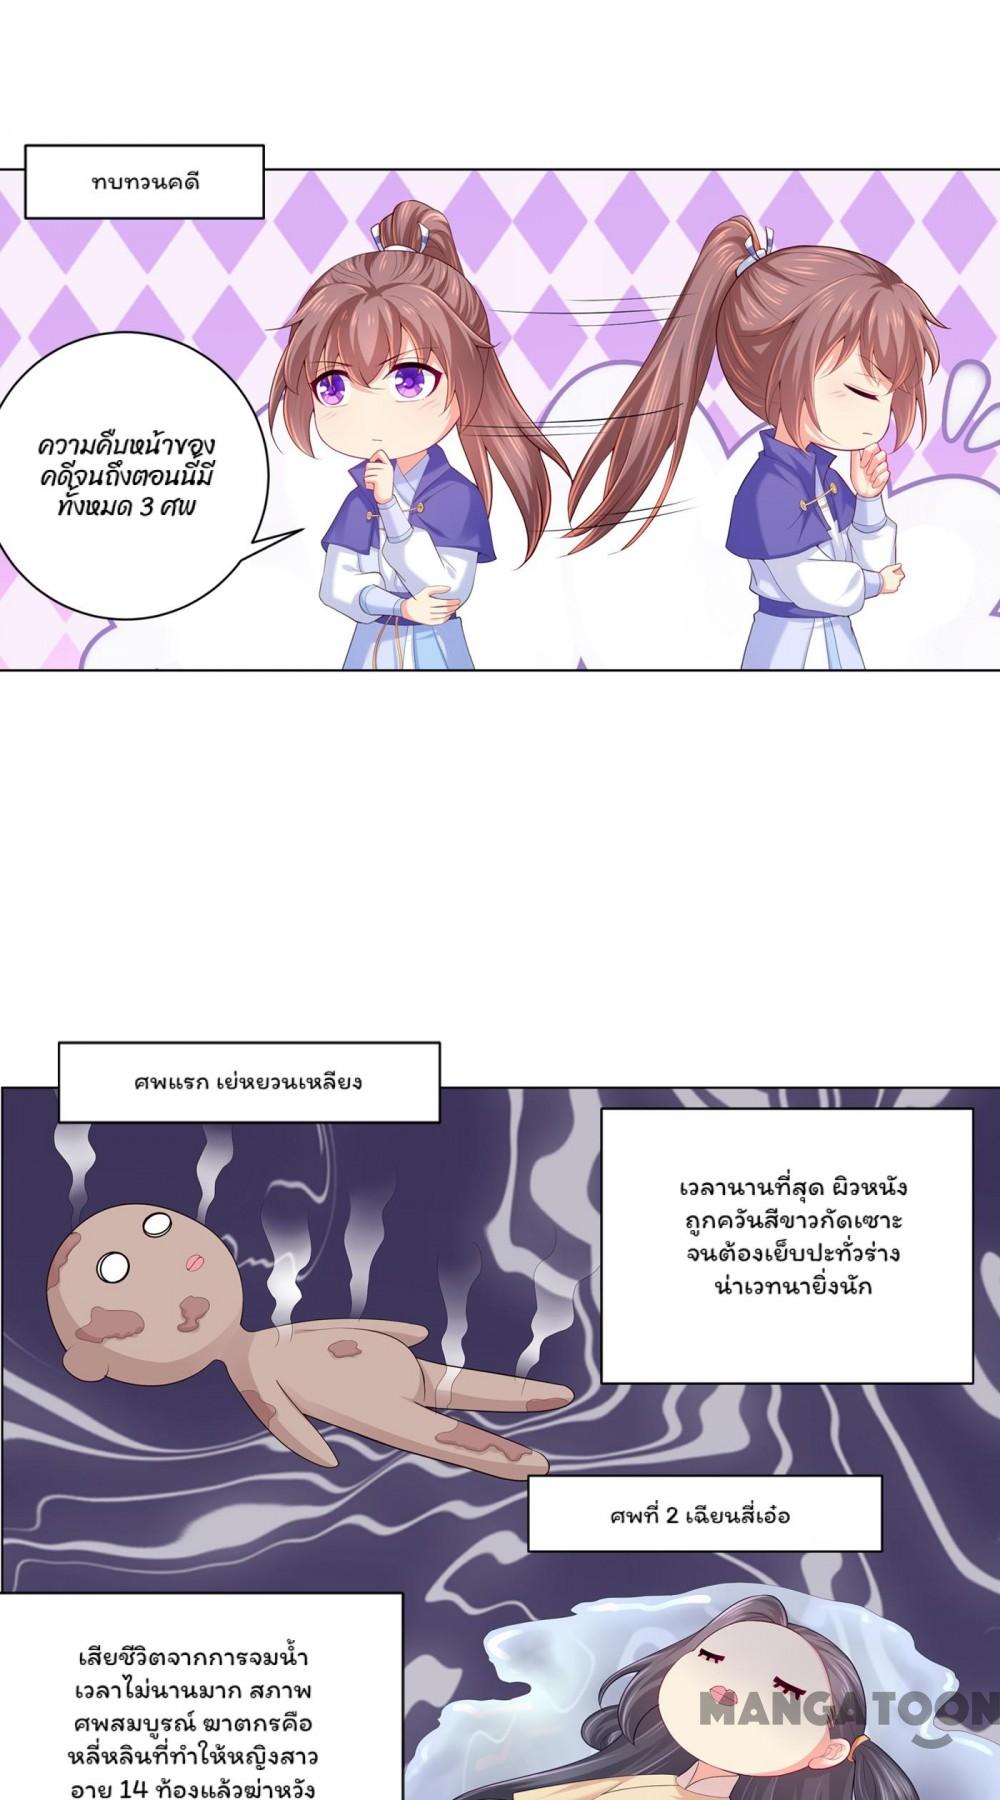 ทบทวนคดี
ความคืบหน้าของ
คดีจนถึงตอนนี้มี
ทั้งหมด 3 ศพ
ศพแรก เย่หยวนเหลียง
เวลานานที่สุด ผิวหนัง
ถูกควันสีขาวกัดเซาะ
จนต้องเย็บปะทั่วร่าง
น่าเวทนายิ่งนัก
ศพที่ 2 เฉียนสี่เอ๋อ
เสียชีวิตจากการจมน้ำ
เวลาไม่นานมาก สภาพ
ศพสมบูรณ์ ฆาตกรคือ
หลี่หลินที่ทำให้หญิงสาว
อายุ 14 ท้องแล้วฆ่าหวัง
MANGATOON